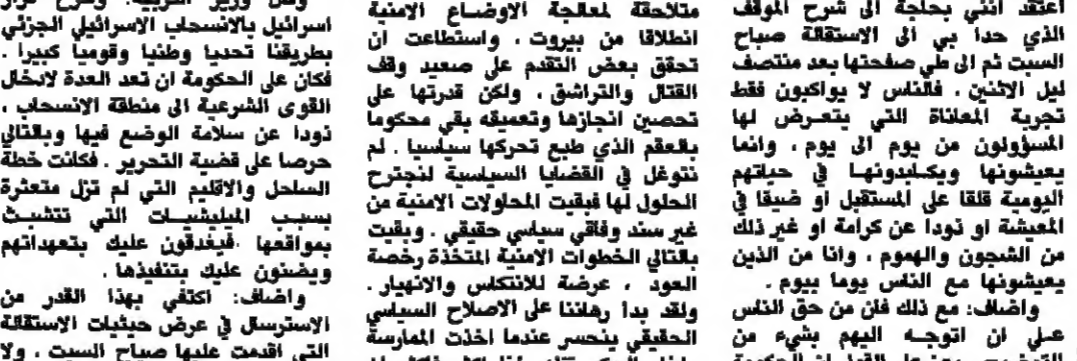 اعتقد انني بحاجة الى شرح الموقف
الذي حدا بي الى الاستقالة صباح
السبت ثم الى طي صفحتها بعد منتصف
ليل الاثنين . فالناس لا يواكبون فقط
تجربة المعاناة التي يتعرض لها
المسؤولون من يوم الى يوم ، وانما
يعيشونها ويكابدونها في حياتهم
اليومية قلقا على المستقبل او ضيقا في
المعيشة او ذودا عن كرامة او غير ذلك
من الشجون والهموم . وانا من الذين
يعيشونها مع الناس يوما بيوم .
واضاف: مع ذلك فان من حق الناس
علي ان اتوجه اليهم بشيء من
متلاحقة لمعالجة الاوضاع الامنية
انطلاقا من بيروت . واستطاعت ان
تحقق بعض التقدم على صعيد وقف
القتال والتراشق . ولكن قدرتها على
تحصين انجازها وتعميقه بقي محكوما
بالعقم الذي طبع تحركها سياسيا . لم
نتوغل في القضايا السياسية لنجترح
الحلول لها فبقيت المحاولات الامنية من
غير سند وفاقي سياسي حقيقي . وبقيت
بالتالي الخطوات الامنية المتخذة رخصة
العود ، عرضة للانتكاس والانهيار .
ولقد بدا رهاننا على الاصلاح السياسي
الحقيقي ينحسر عندما اخذت الممارسة
اسرائيل بالانسحاب الاسرائيلي الجزئي
بطريقنا تحديا وطنيا وقوميا كبيرا .
فكان على الحكومة ان تعد العدة لادخال
القوى الشرعية الى منطقة الانسحاب ،
ذودا عن سلامة الوضع فيها وبالتالي
حرصا على قضية التحرير . فكانت خطة
الساحل والاقليم التي لم تزل متعثرة
بسبب الميليشيات التي تتشبث
بمواقعها فيغدقون عليك بتعهداتهم
ويضنون عليك بتنفيذها .
واضاف: اكتفي بهذا القدر من
الاسترسال في عرض حيثيات الاستقالة
التي اقدمت عليها صباح السبت ، ولا